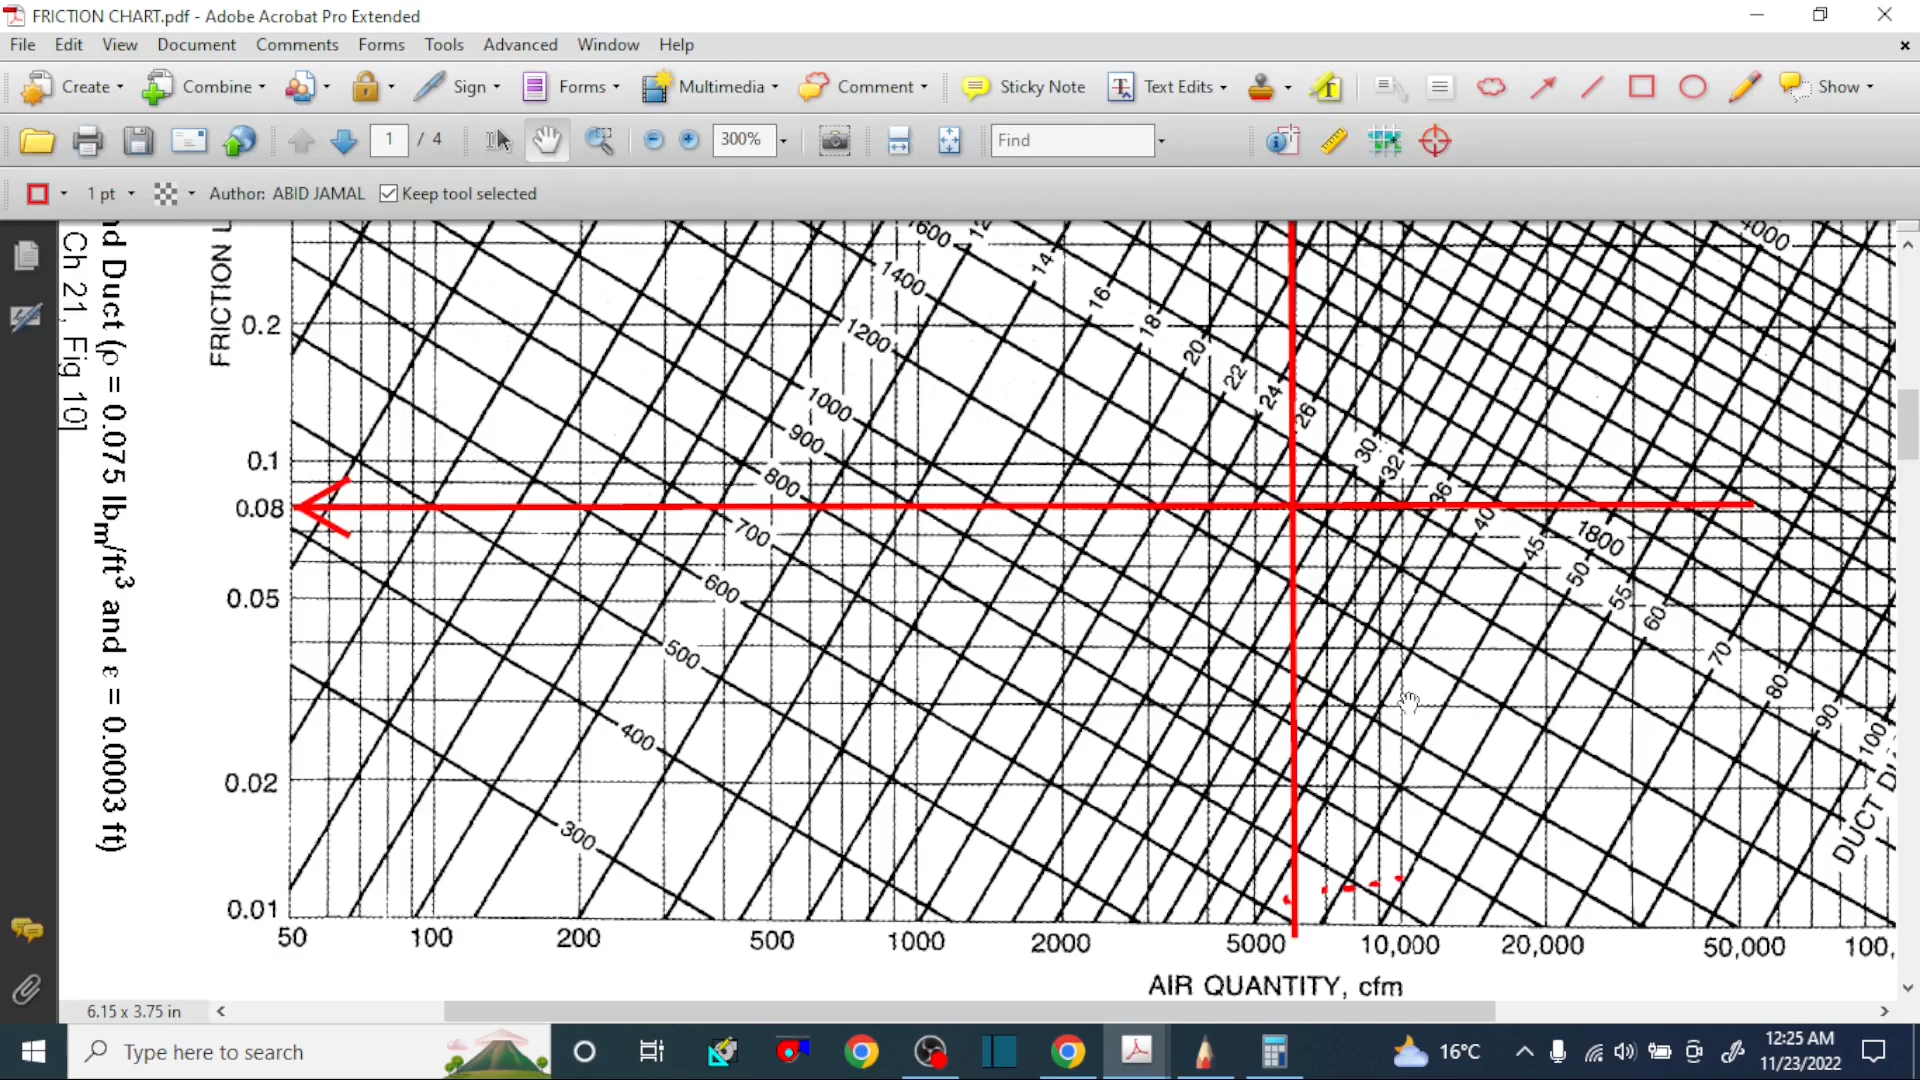 FRICTION CHART.pdf - Adobe Acrobat Pro Extended
File Edit View Document Comments Forms Tools Advanced Window Help
Create Combine Sign Forms Multimedia Comment Sticky Note Text Edits Show
1 / 4 300% Find
1 pt Author: ABID JAMAL Keep tool selected
nd Duct (ρ = 0.075 lbm/ft³ and ε = 0.0003 ft)
Ch 21, Fig 10]
FRICTION L
0.2
0.1
0.08
0.05
0.02
0.01
1600
1400
1200
1000
900
800
700
600
500
400
300
4000
1800
12
14
16
18
20
22
24
26
30
32
36
40
45
50
55
60
70
80
90
100
DUCT DI
50 100 200 500 1000 2000 5000 10,000 20,000 50,000 100,
AIR QUANTITY, cfm
6.15 x 3.75 in
Type here to search
16°C
12:25 AM
11/23/2022